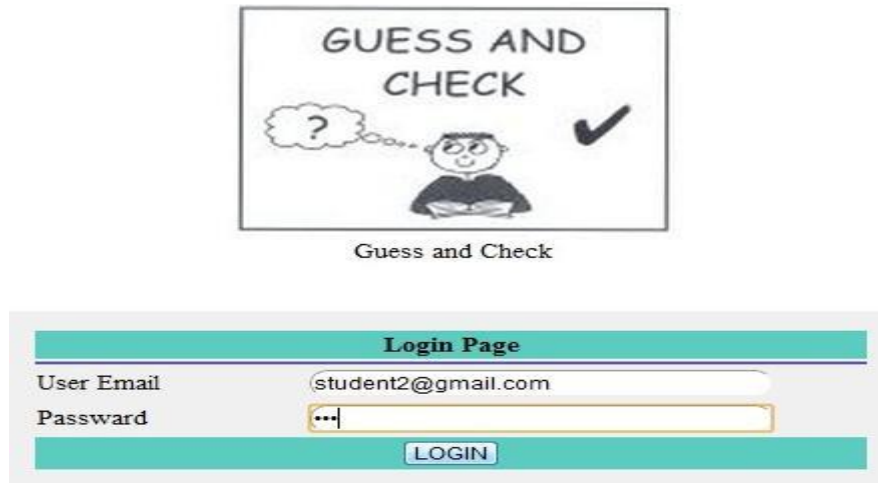 GUESS AND
CHECK
?
Guess and Check
Login Page
User Email student2@gmail.com
Passward •••
LOGIN